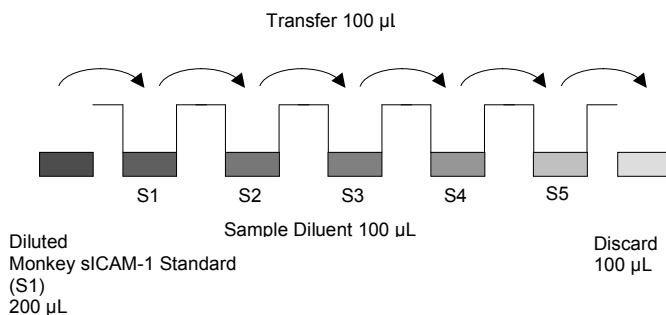 Transfer 100 µL
S1 S2 S3 S4 S5
Sample Diluent 100 µL
Diluted
Monkey sICAM-1 Standard
(S1)
200 µL
Discard
100 µL